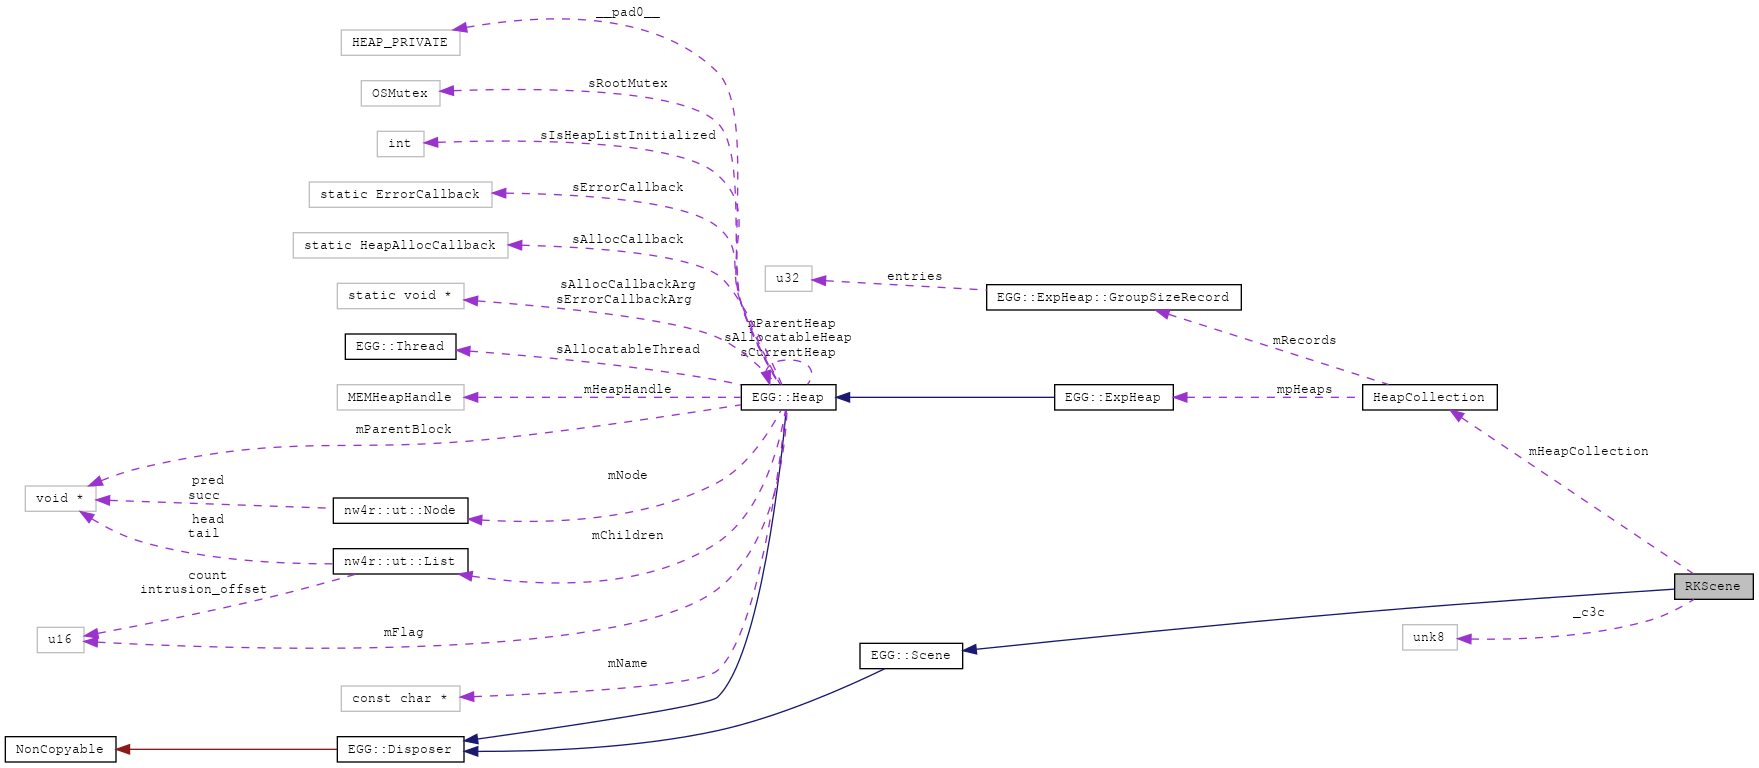 __pad0__
HEAP_PRIVATE
sRootMutex
OSMutex
sIsHeapListInitialized
int
sErrorCallback
static ErrorCallback
sAllocCallback
static HeapAllocCallback
u32
entries
sAllocCallbackArg
sErrorCallbackArg
static void *
EGG::ExpHeap::GroupSizeRecord
mParentHeap
sAllocatableHeap
sCurrentHeap
EGG::Thread
sAllocatableThread
mRecords
MEMHeapHandle
mHeapHandle
EGG::Heap
EGG::ExpHeap
mpHeaps
HeapCollection
mParentBlock
mHeapCollection
pred
succ
void *
mNode
nw4r::ut::Node
head
tail
mChildren
nw4r::ut::List
count
intrusion_offset
RKScene
_c3c
u16
mFlag
unk8
EGG::Scene
mName
const char *
NonCopyable
EGG::Disposer